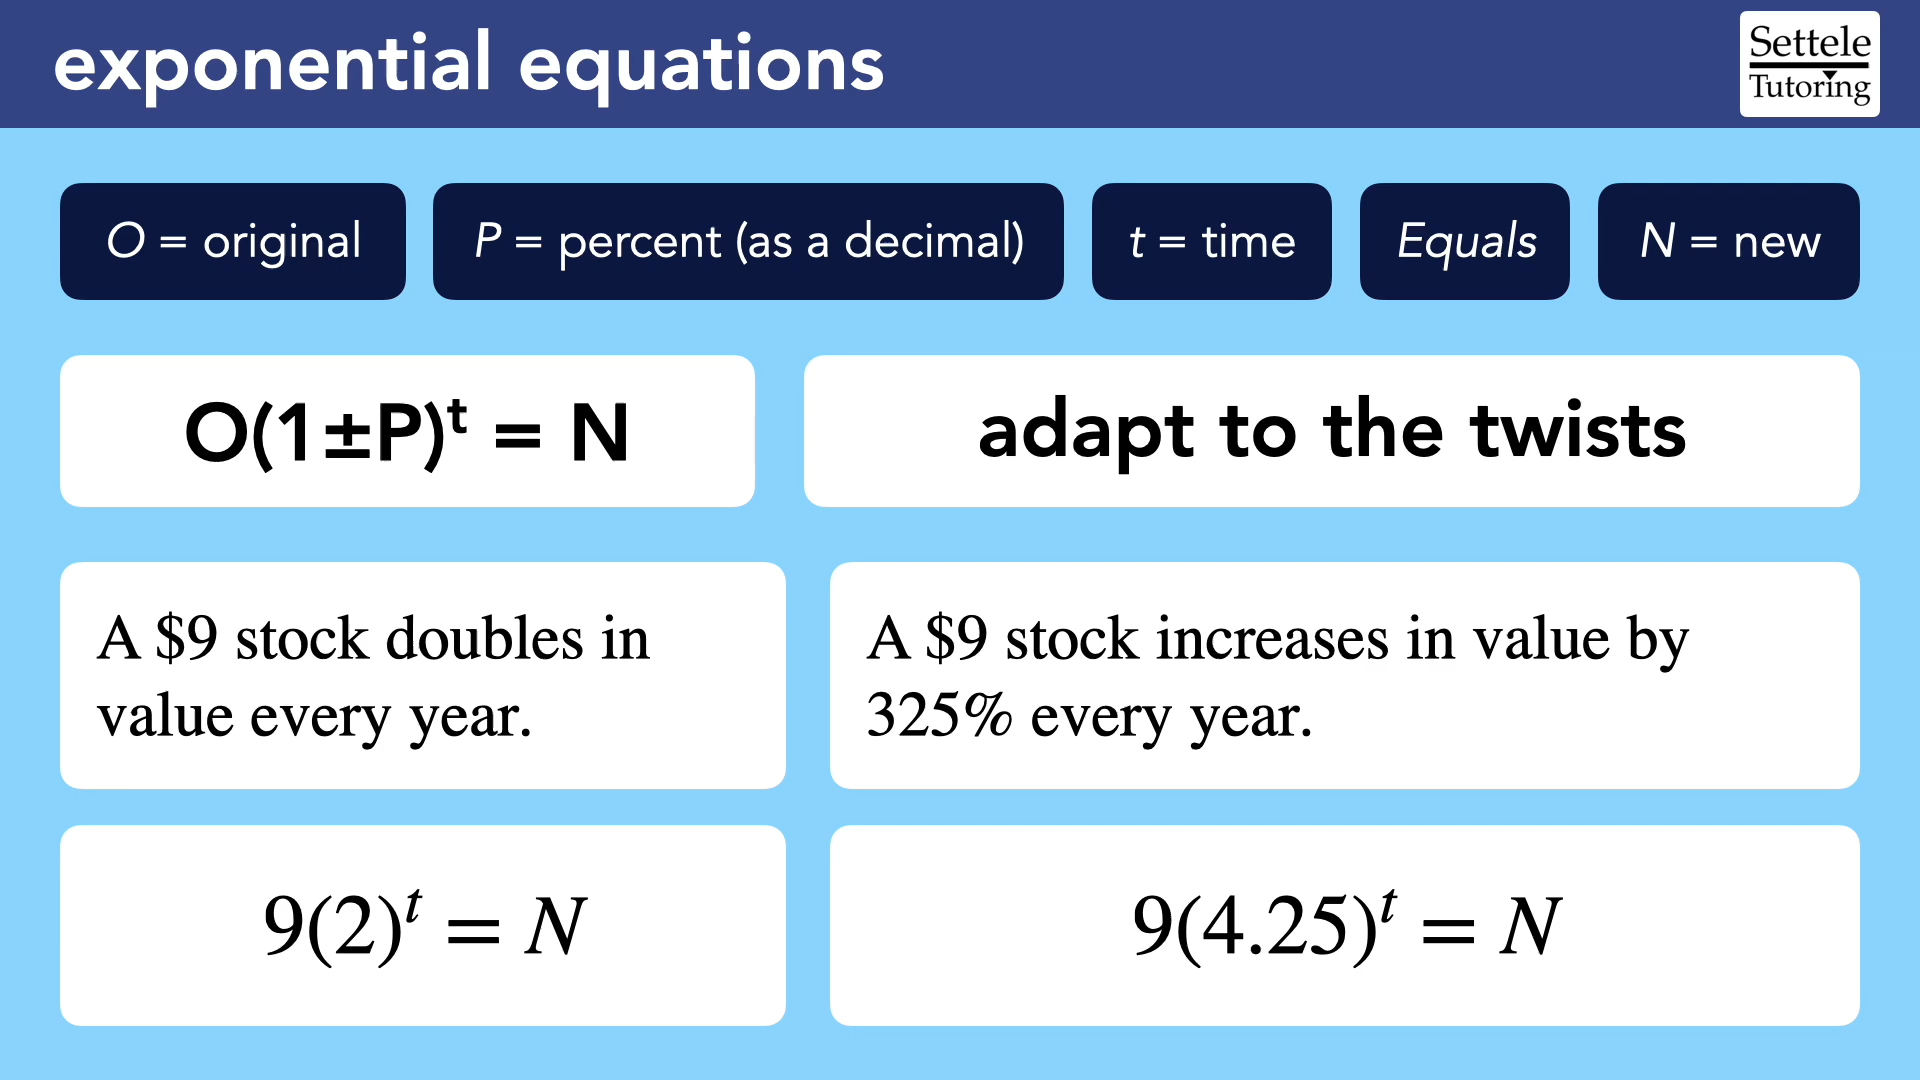 exponential equations
Settele
Tutoring
O = original
P = percent (as a decimal)
t = time
Equals
N = new
O(1±P)ᵗ = N
adapt to the twists
A $9 stock doubles in
value every year.
A $9 stock increases in value by
325% every year.
9(2)ᵗ = N
9(4.25)ᵗ = N